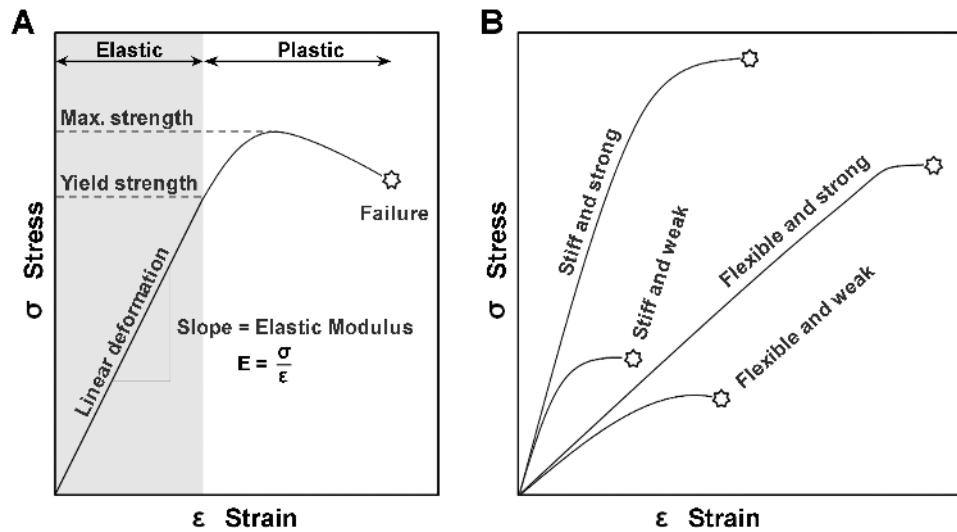 A
Elastic
Plastic
Max. strength
Yield strength
Failure
Linear deformation
Slope = Elastic Modulus
E = σ/ε
σ Stress
ε Strain
B
Stiff and strong
Stiff and weak
Flexible and strong
Flexible and weak
σ Stress
ε Strain